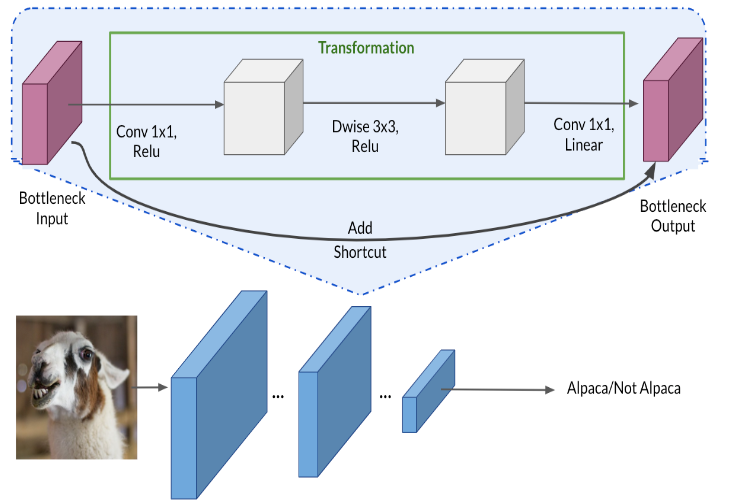 Transformation
Conv 1x1,
Relu
Dwise 3x3,
Relu
Conv 1x1,
Linear
Bottleneck
Input
Bottleneck
Output
Add
Shortcut
...
...
Alpaca/Not Alpaca